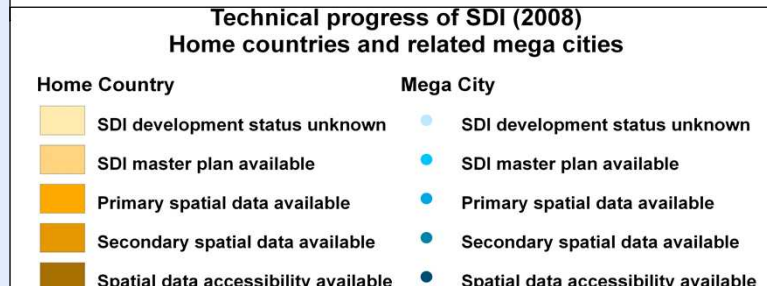 Technical progress of SDI (2008)
Home countries and related mega cities
Home Country
Mega City
SDI development status unknown
SDI development status unknown
SDI master plan available
SDI master plan available
Primary spatial data available
Primary spatial data available
Secondary spatial data available
Secondary spatial data available
Spatial data accessibility available
Spatial data accessibility available